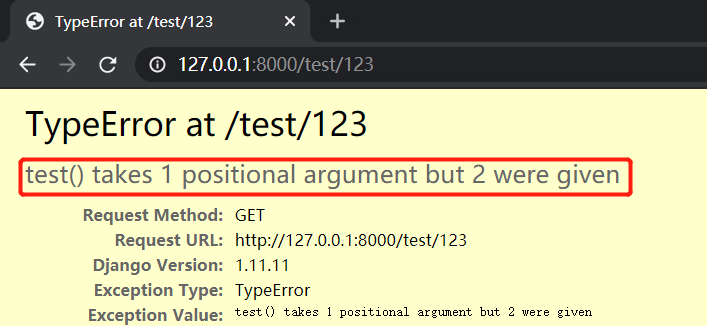 TypeError at /test/123
127.0.0.1:8000/test/123
TypeError at /test/123
test() takes 1 positional argument but 2 were given
Request Method: GET
Request URL: http://127.0.0.1:8000/test/123
Django Version: 1.11.11
Exception Type: TypeError
Exception Value: test() takes 1 positional argument but 2 were given